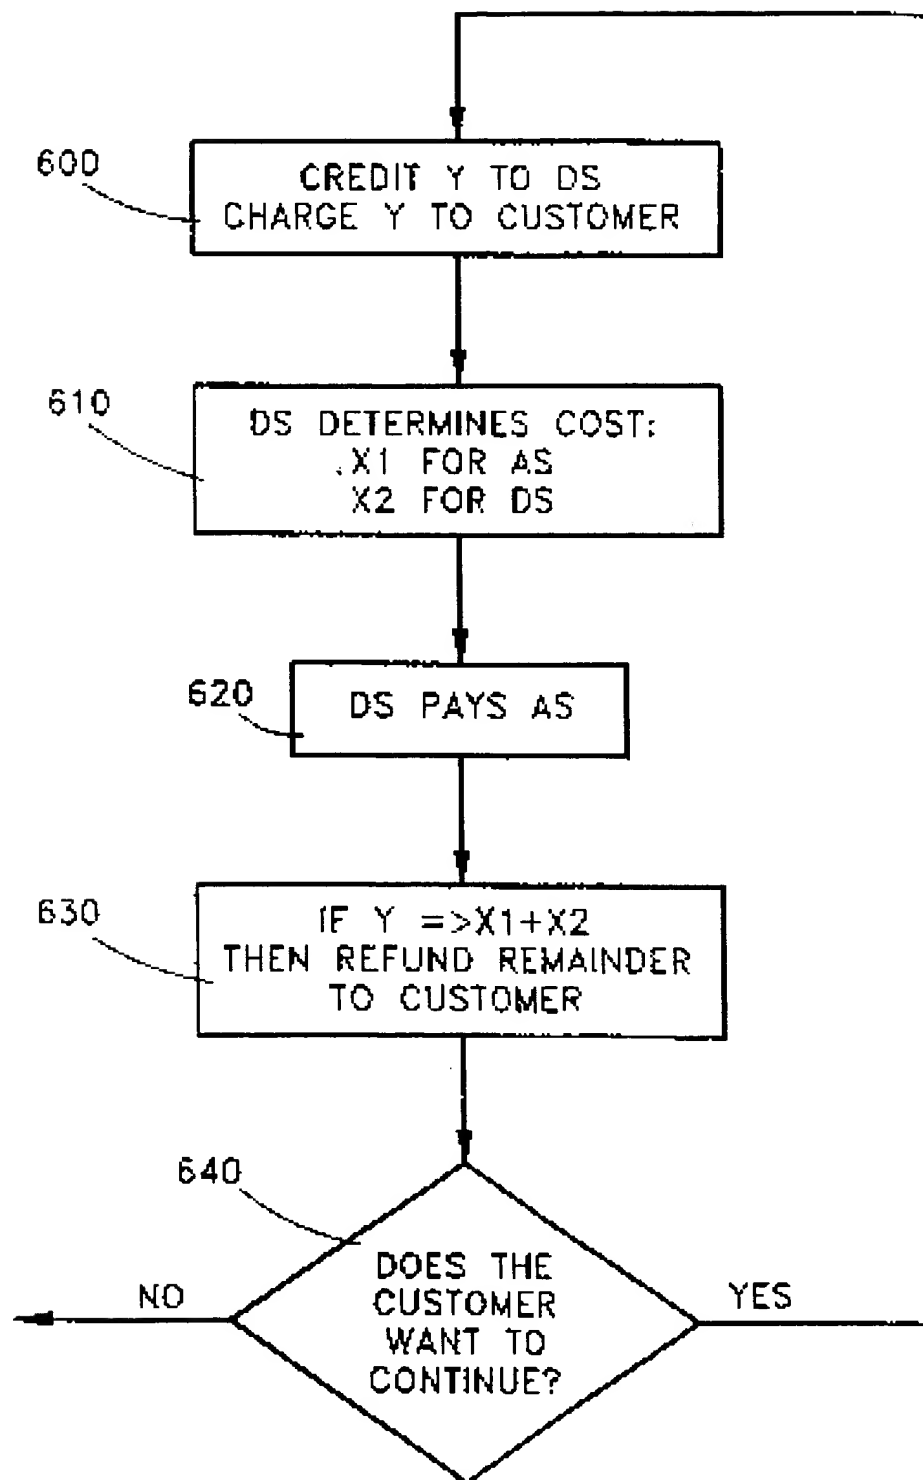 600
CREDIT Y TO DS
CHARGE Y TO CUSTOMER
610
DS DETERMINES COST:
X1 FOR AS
X2 FOR DS
620
DS PAYS AS
630
IF Y =>X1+X2
THEN REFUND REMAINDER
TO CUSTOMER
640
DOES THE
CUSTOMER
WANT TO
CONTINUE?
NO
YES